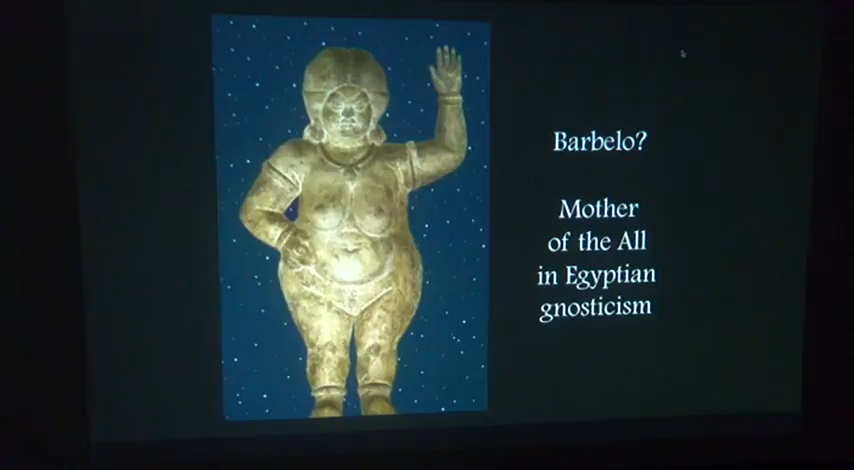 Barbelo?
Mother
of the All
in Egyptian
gnosticism